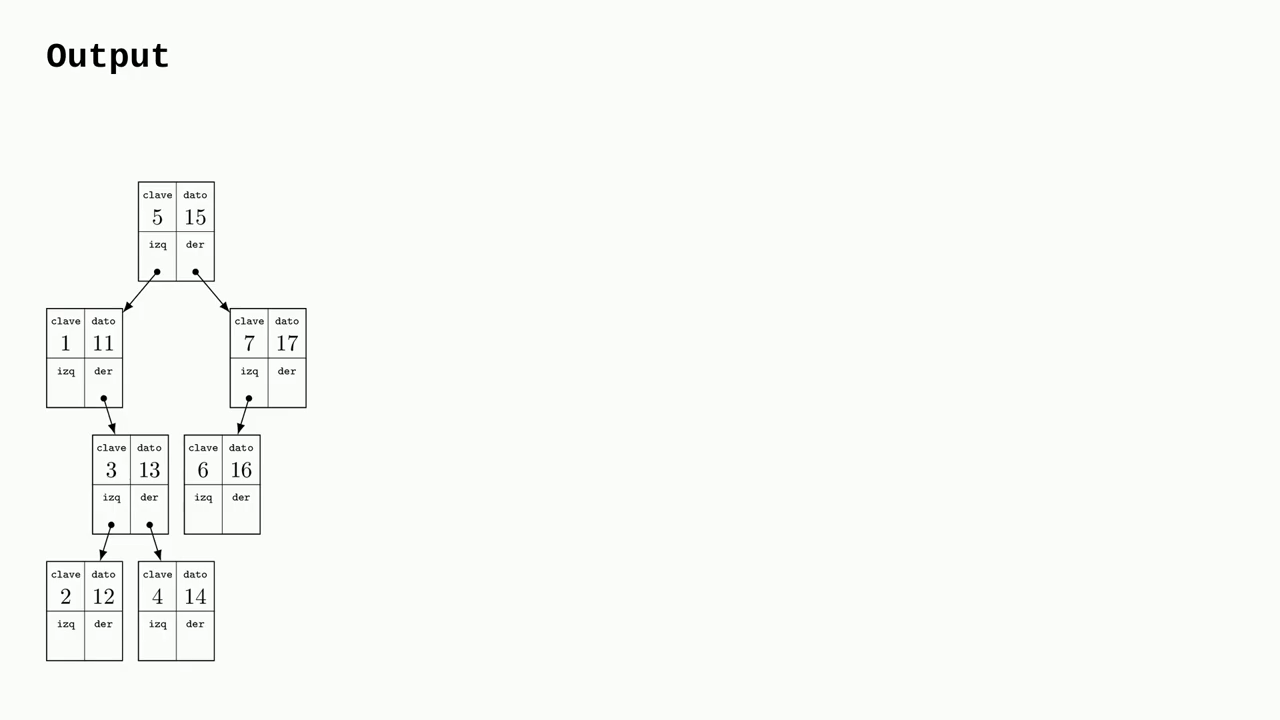 Output
clave dato
5 15
izq der
clave dato clave dato
1 11 7 17
izq der izq der
clave dato clave dato
3 13 6 16
izq der izq der
clave dato clave dato
2 12 4 14
izq der izq der